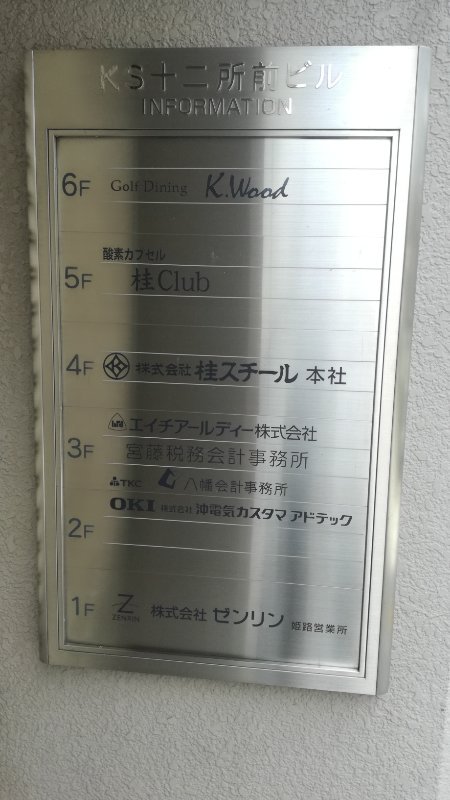 KS十二所前ビル
INFORMATION
6F Golf Dining K.Wood
酸素カプセル
5F 桂Club
4F 株式会社 桂スチール 本社
エイチアールディー株式会社
3F 宮藤税務会計事務所
TKC 八幡会計事務所
OKI 株式会社 沖電気カスタマアドテック
2F
1F Z ZENRIN 株式会社 ゼンリン 姫路営業所